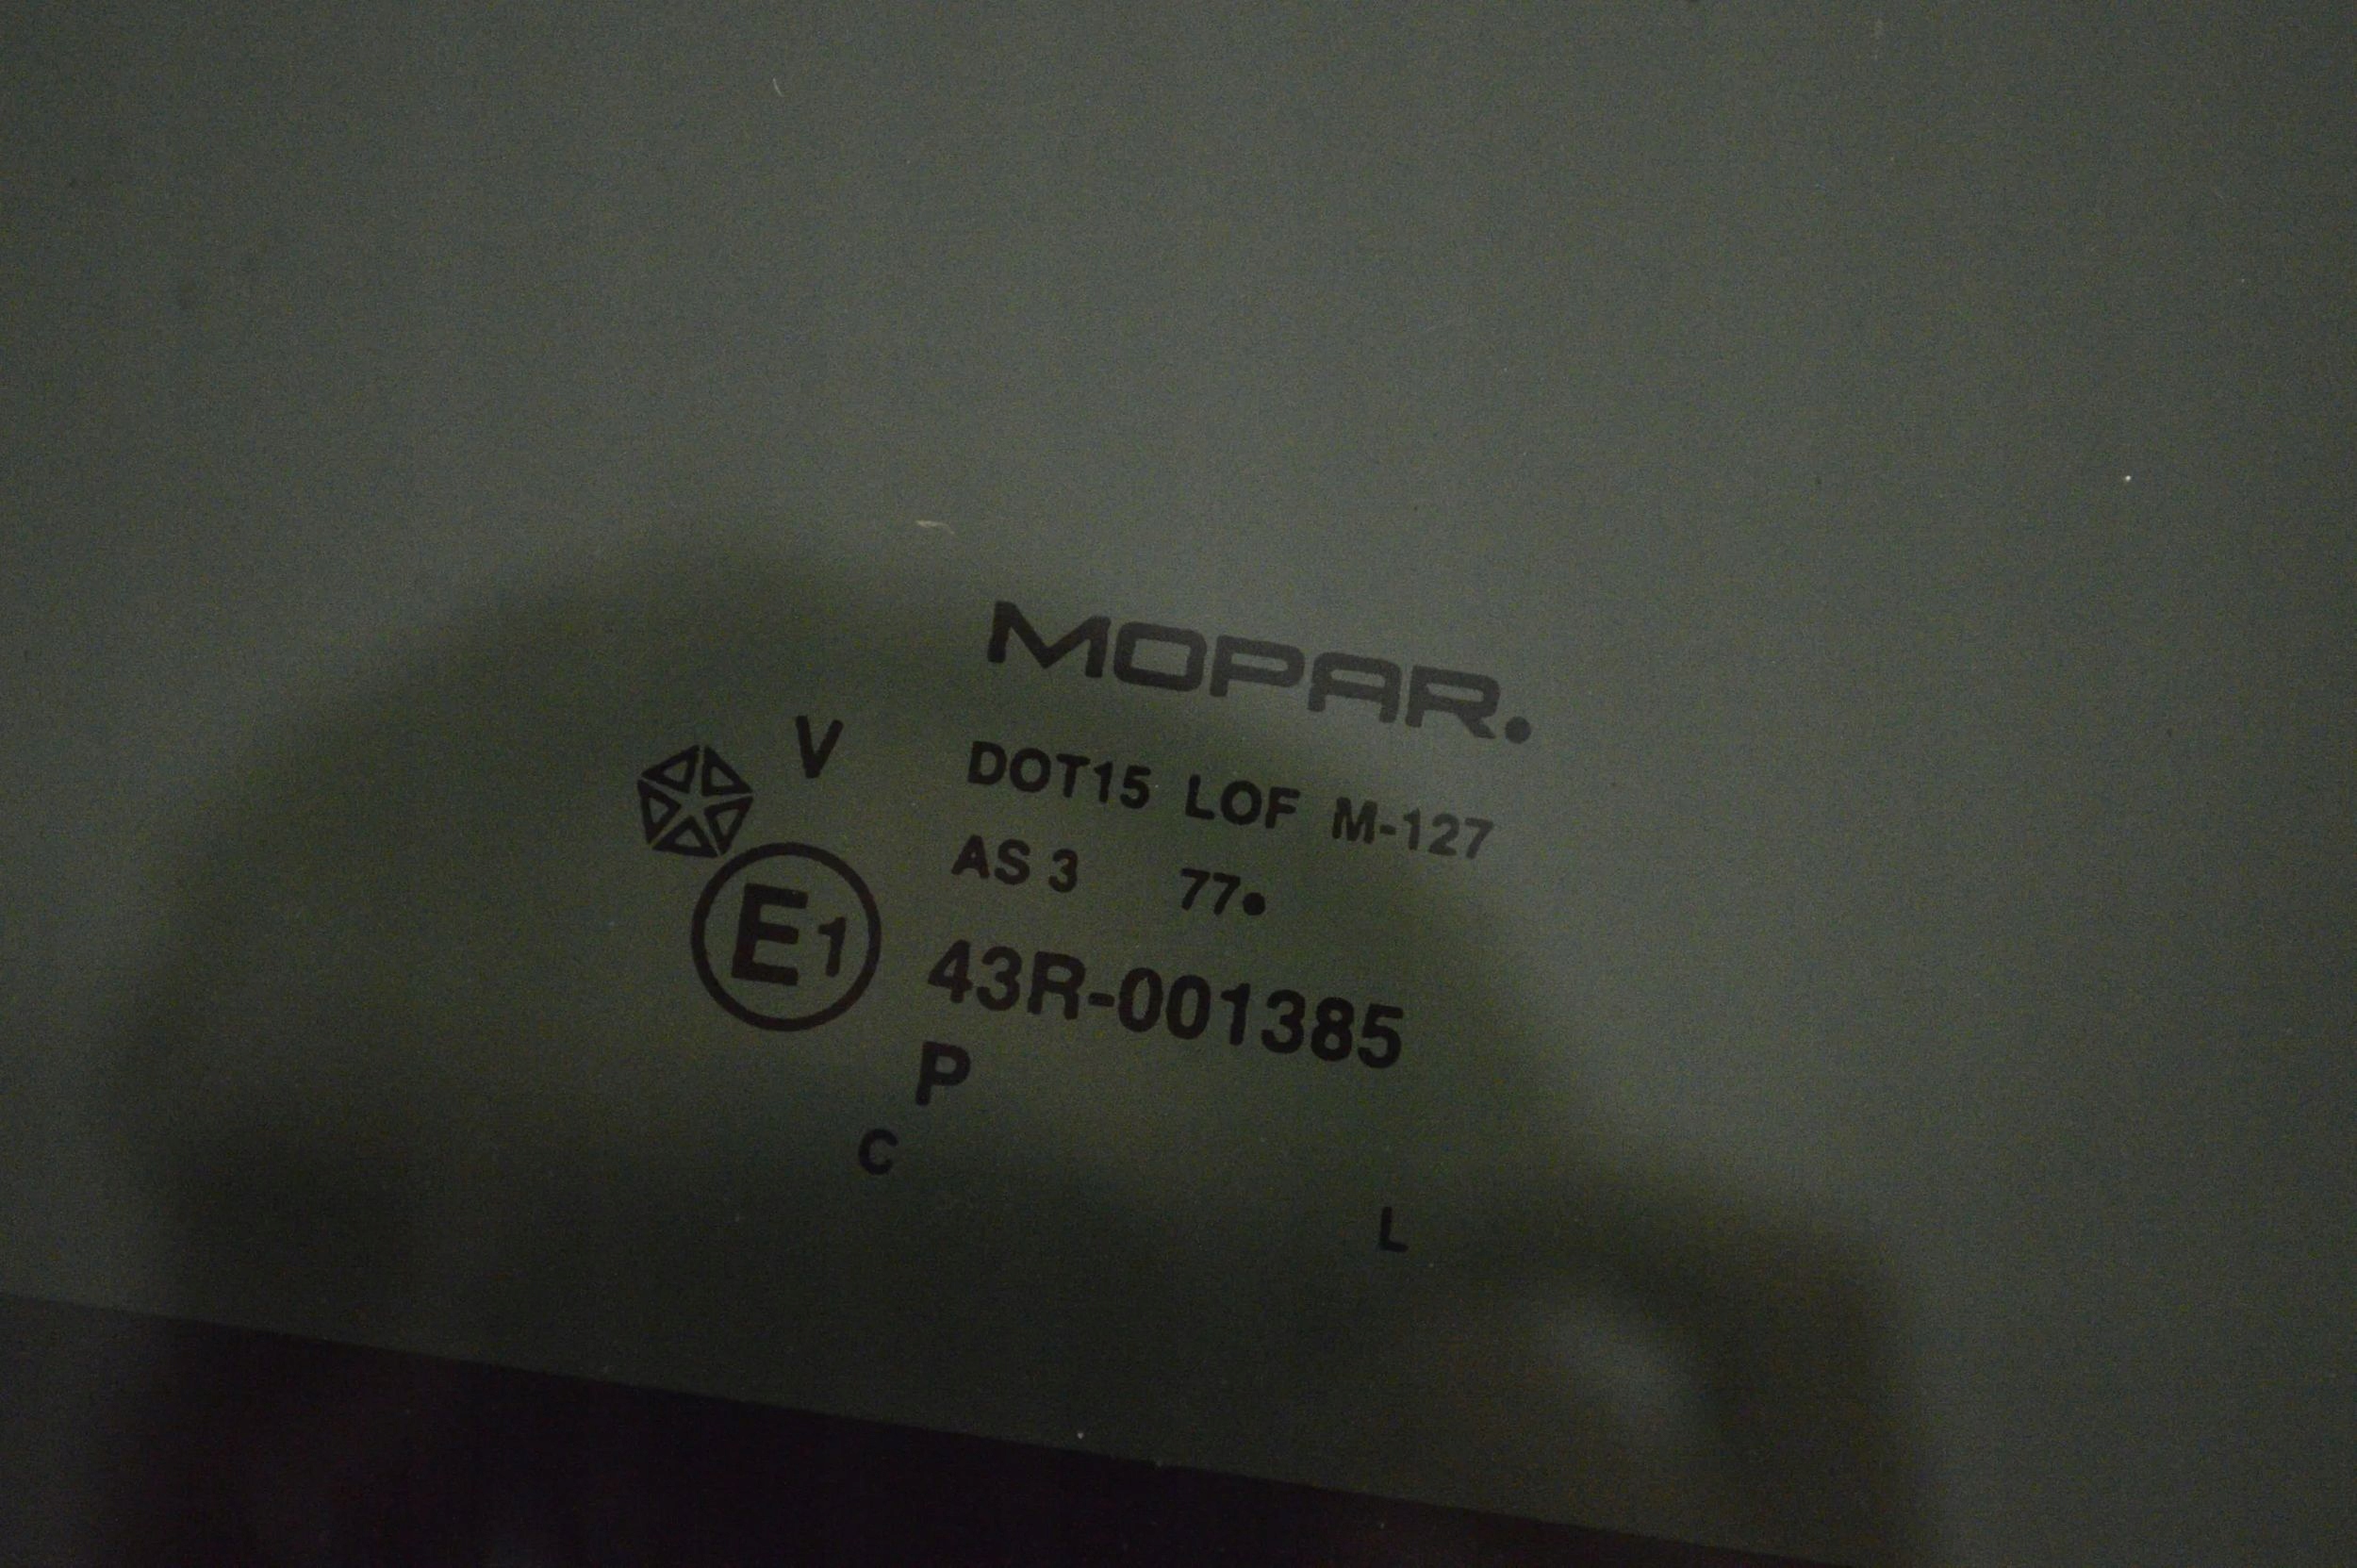 MOPAR.
V
DOT15 LOF M-127
AS 3 77•
E1
43R-001385
P
C
L